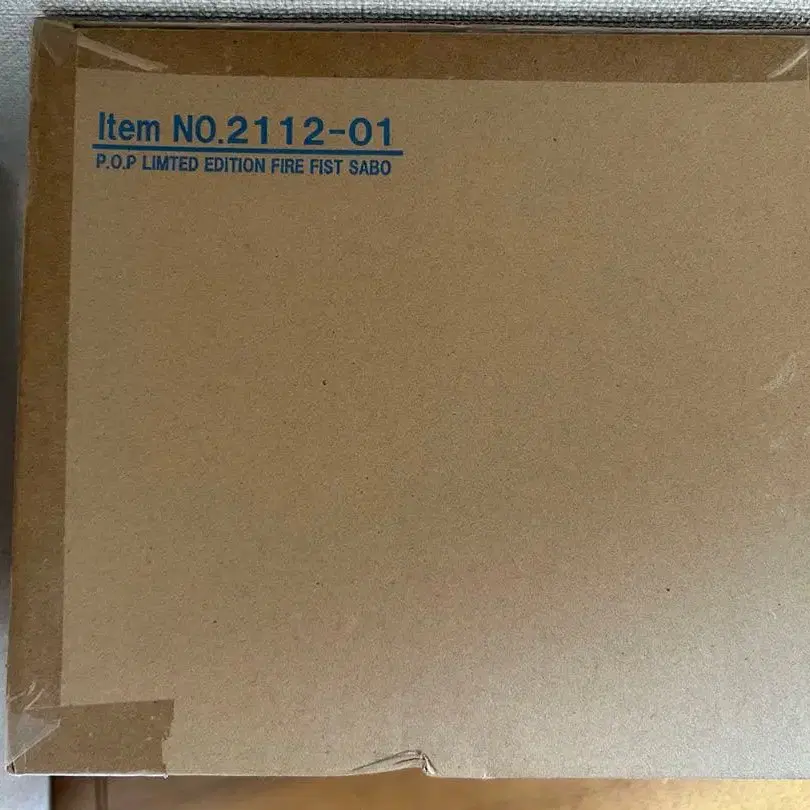 Item NO.2112-01
P.O.P LIMTED EDITION FIRE FIST SABO